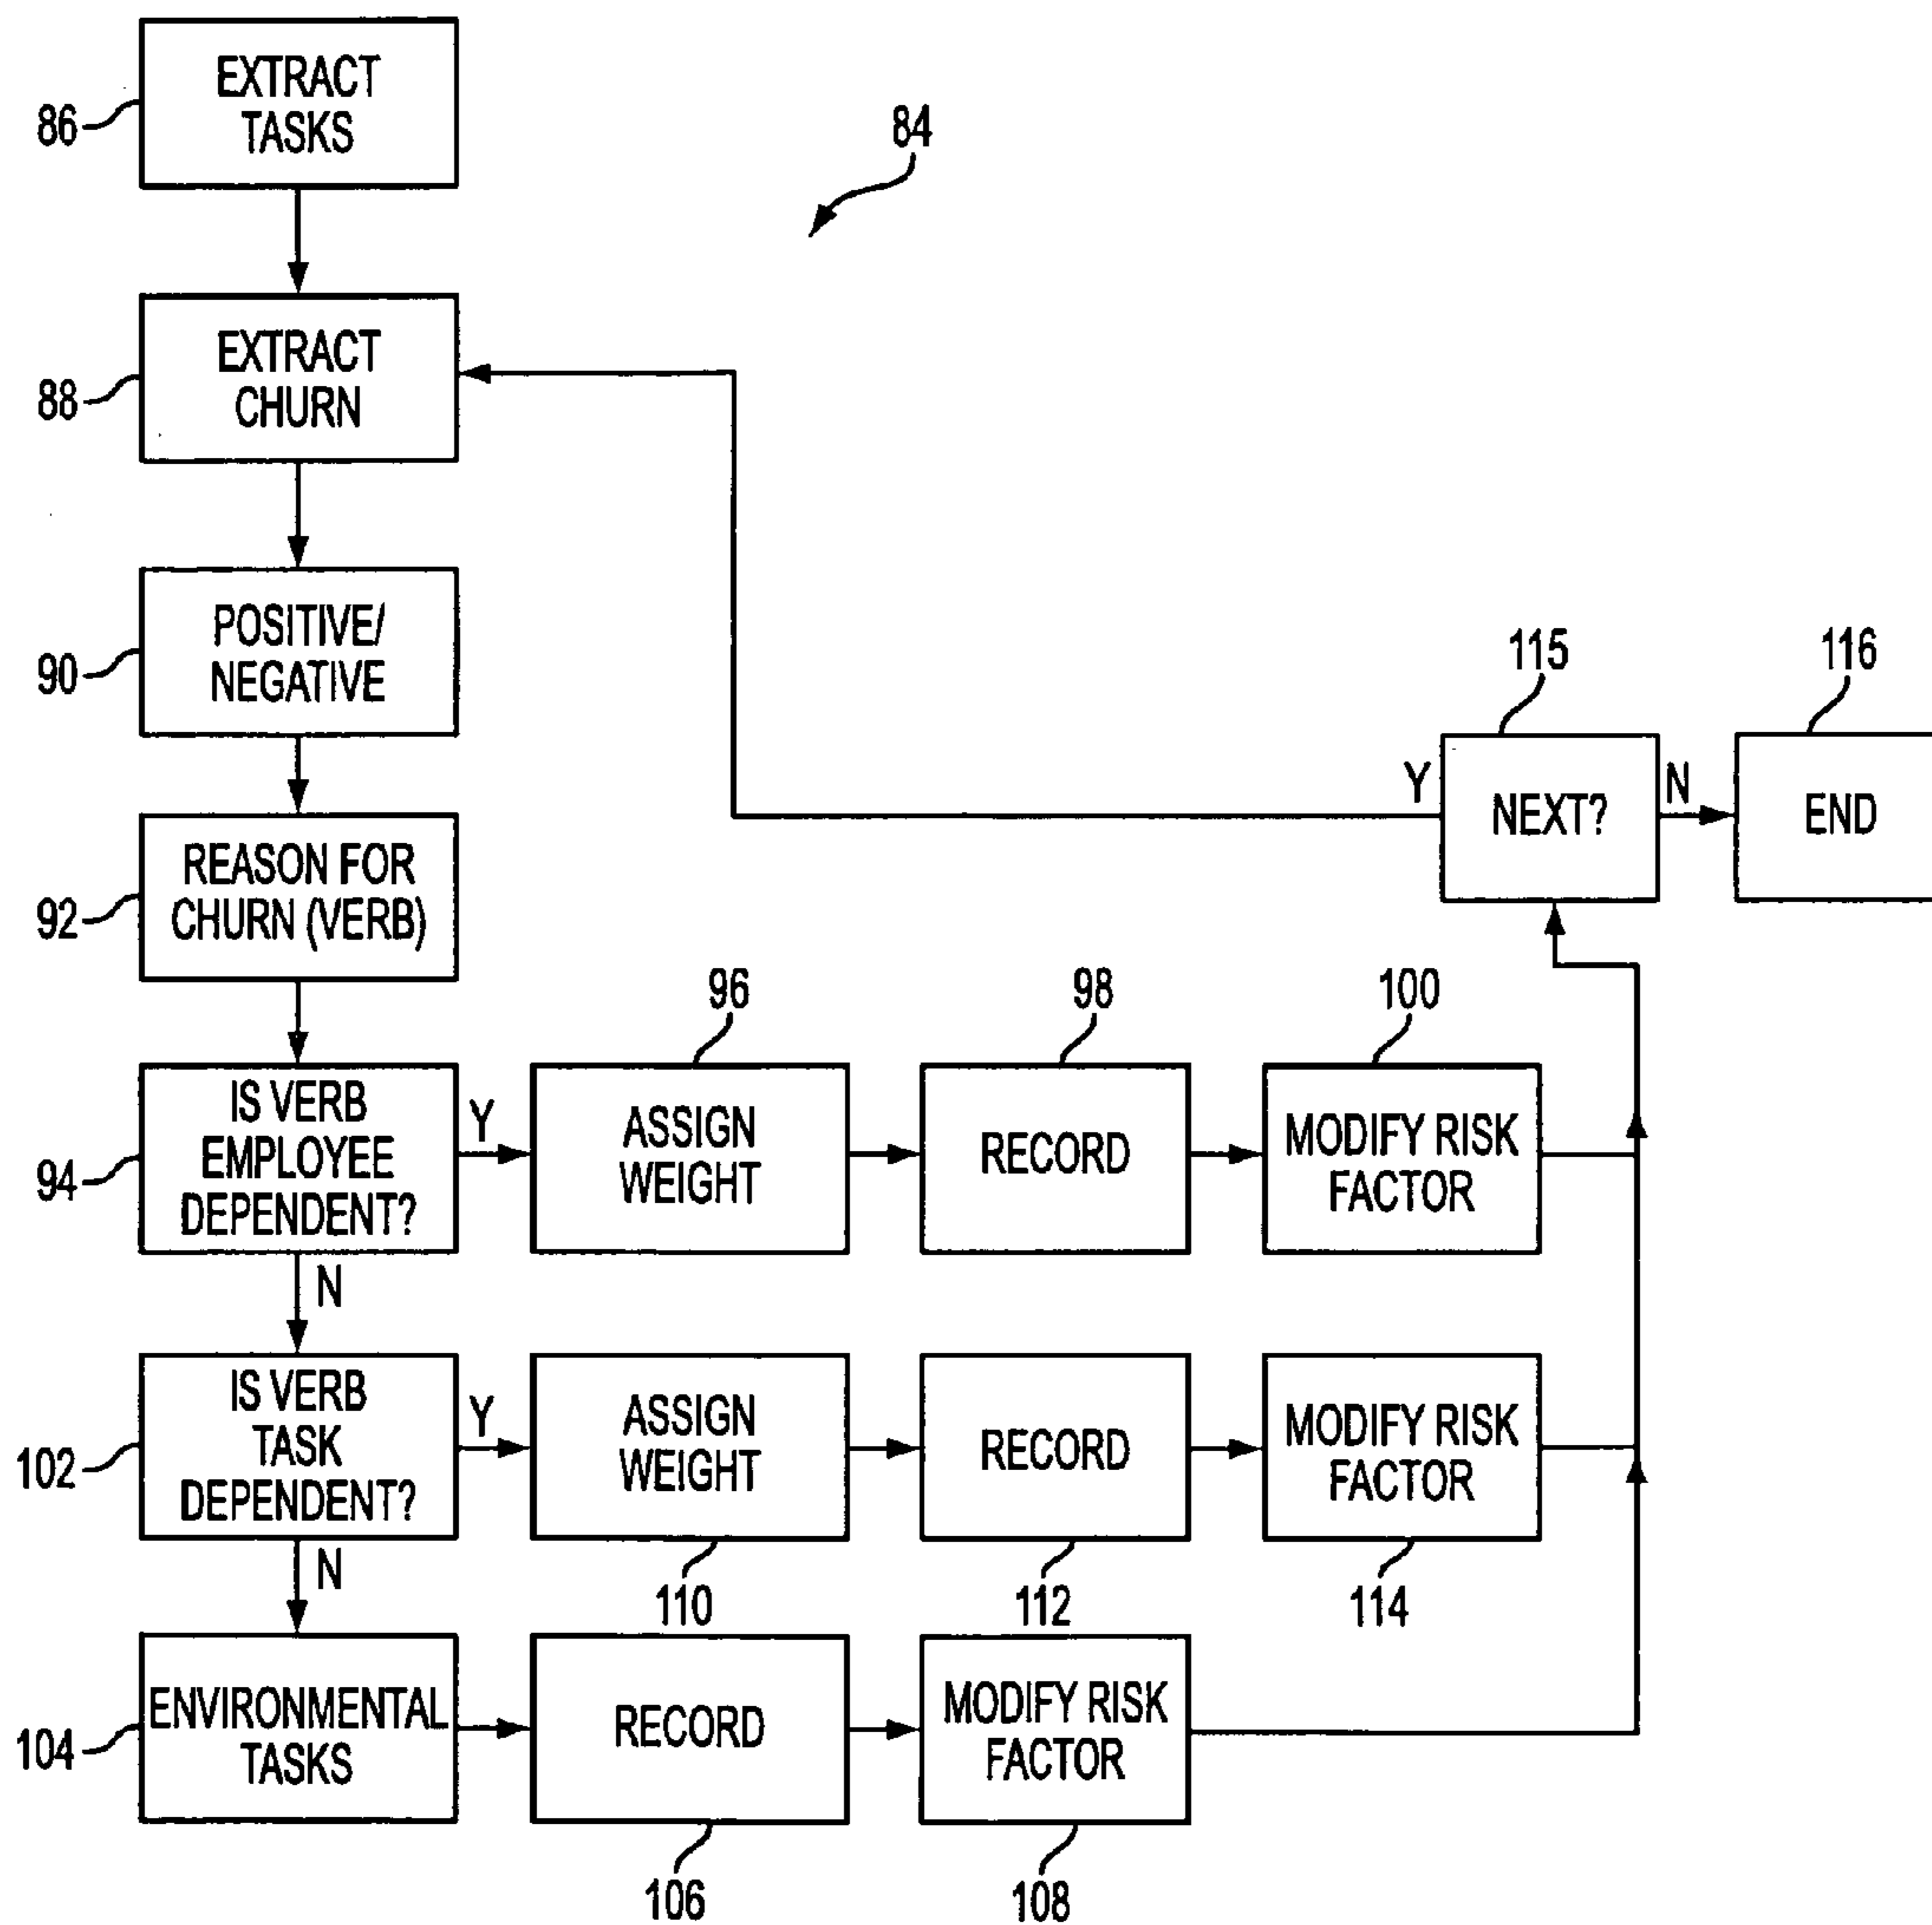 EXTRACT
TASKS
86
84
EXTRACT
CHURN
88
POSITIVE/
NEGATIVE
90
115
116
Y
NEXT?
N
END
REASON FOR
CHURN (VERB)
92
96
98
100
IS VERB
EMPLOYEE
DEPENDENT?
94
Y
ASSIGN
WEIGHT
RECORD
MODIFY RISK
FACTOR
N
IS VERB
TASK
DEPENDENT?
102
Y
ASSIGN
WEIGHT
RECORD
MODIFY RISK
FACTOR
N
110
112
114
ENVIRONMENTAL
TASKS
104
RECORD
MODIFY RISK
FACTOR
106
108